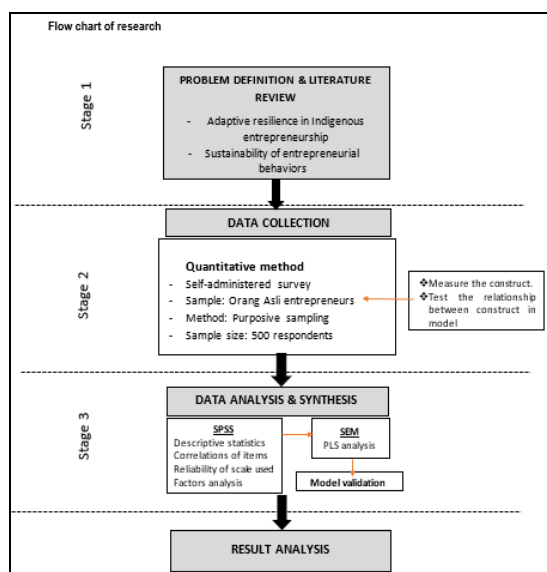 Flow chart of research
Stage 1
PROBLEM DEFINITION & LITERATURE
REVIEW
- Adaptive resilience in Indigenous
entrepreneurship
- Sustainability of entrepreneurial
behaviors
Stage 2
DATA COLLECTION
Quantitative method
- Self-administered survey
- Sample: Orang Asli entrepreneurs
- Method: Purposive sampling
- Sample size: 500 respondents
❖Measure the construct.
❖Test the relationship
between construct in
model
Stage 3
DATA ANALYSIS & SYNTHESIS
SPSS
Descriptive statistics
Correlations of items
Reliability of scale used
Factors analysis
SEM
PLS analysis
Model validation
RESULT ANALYSIS